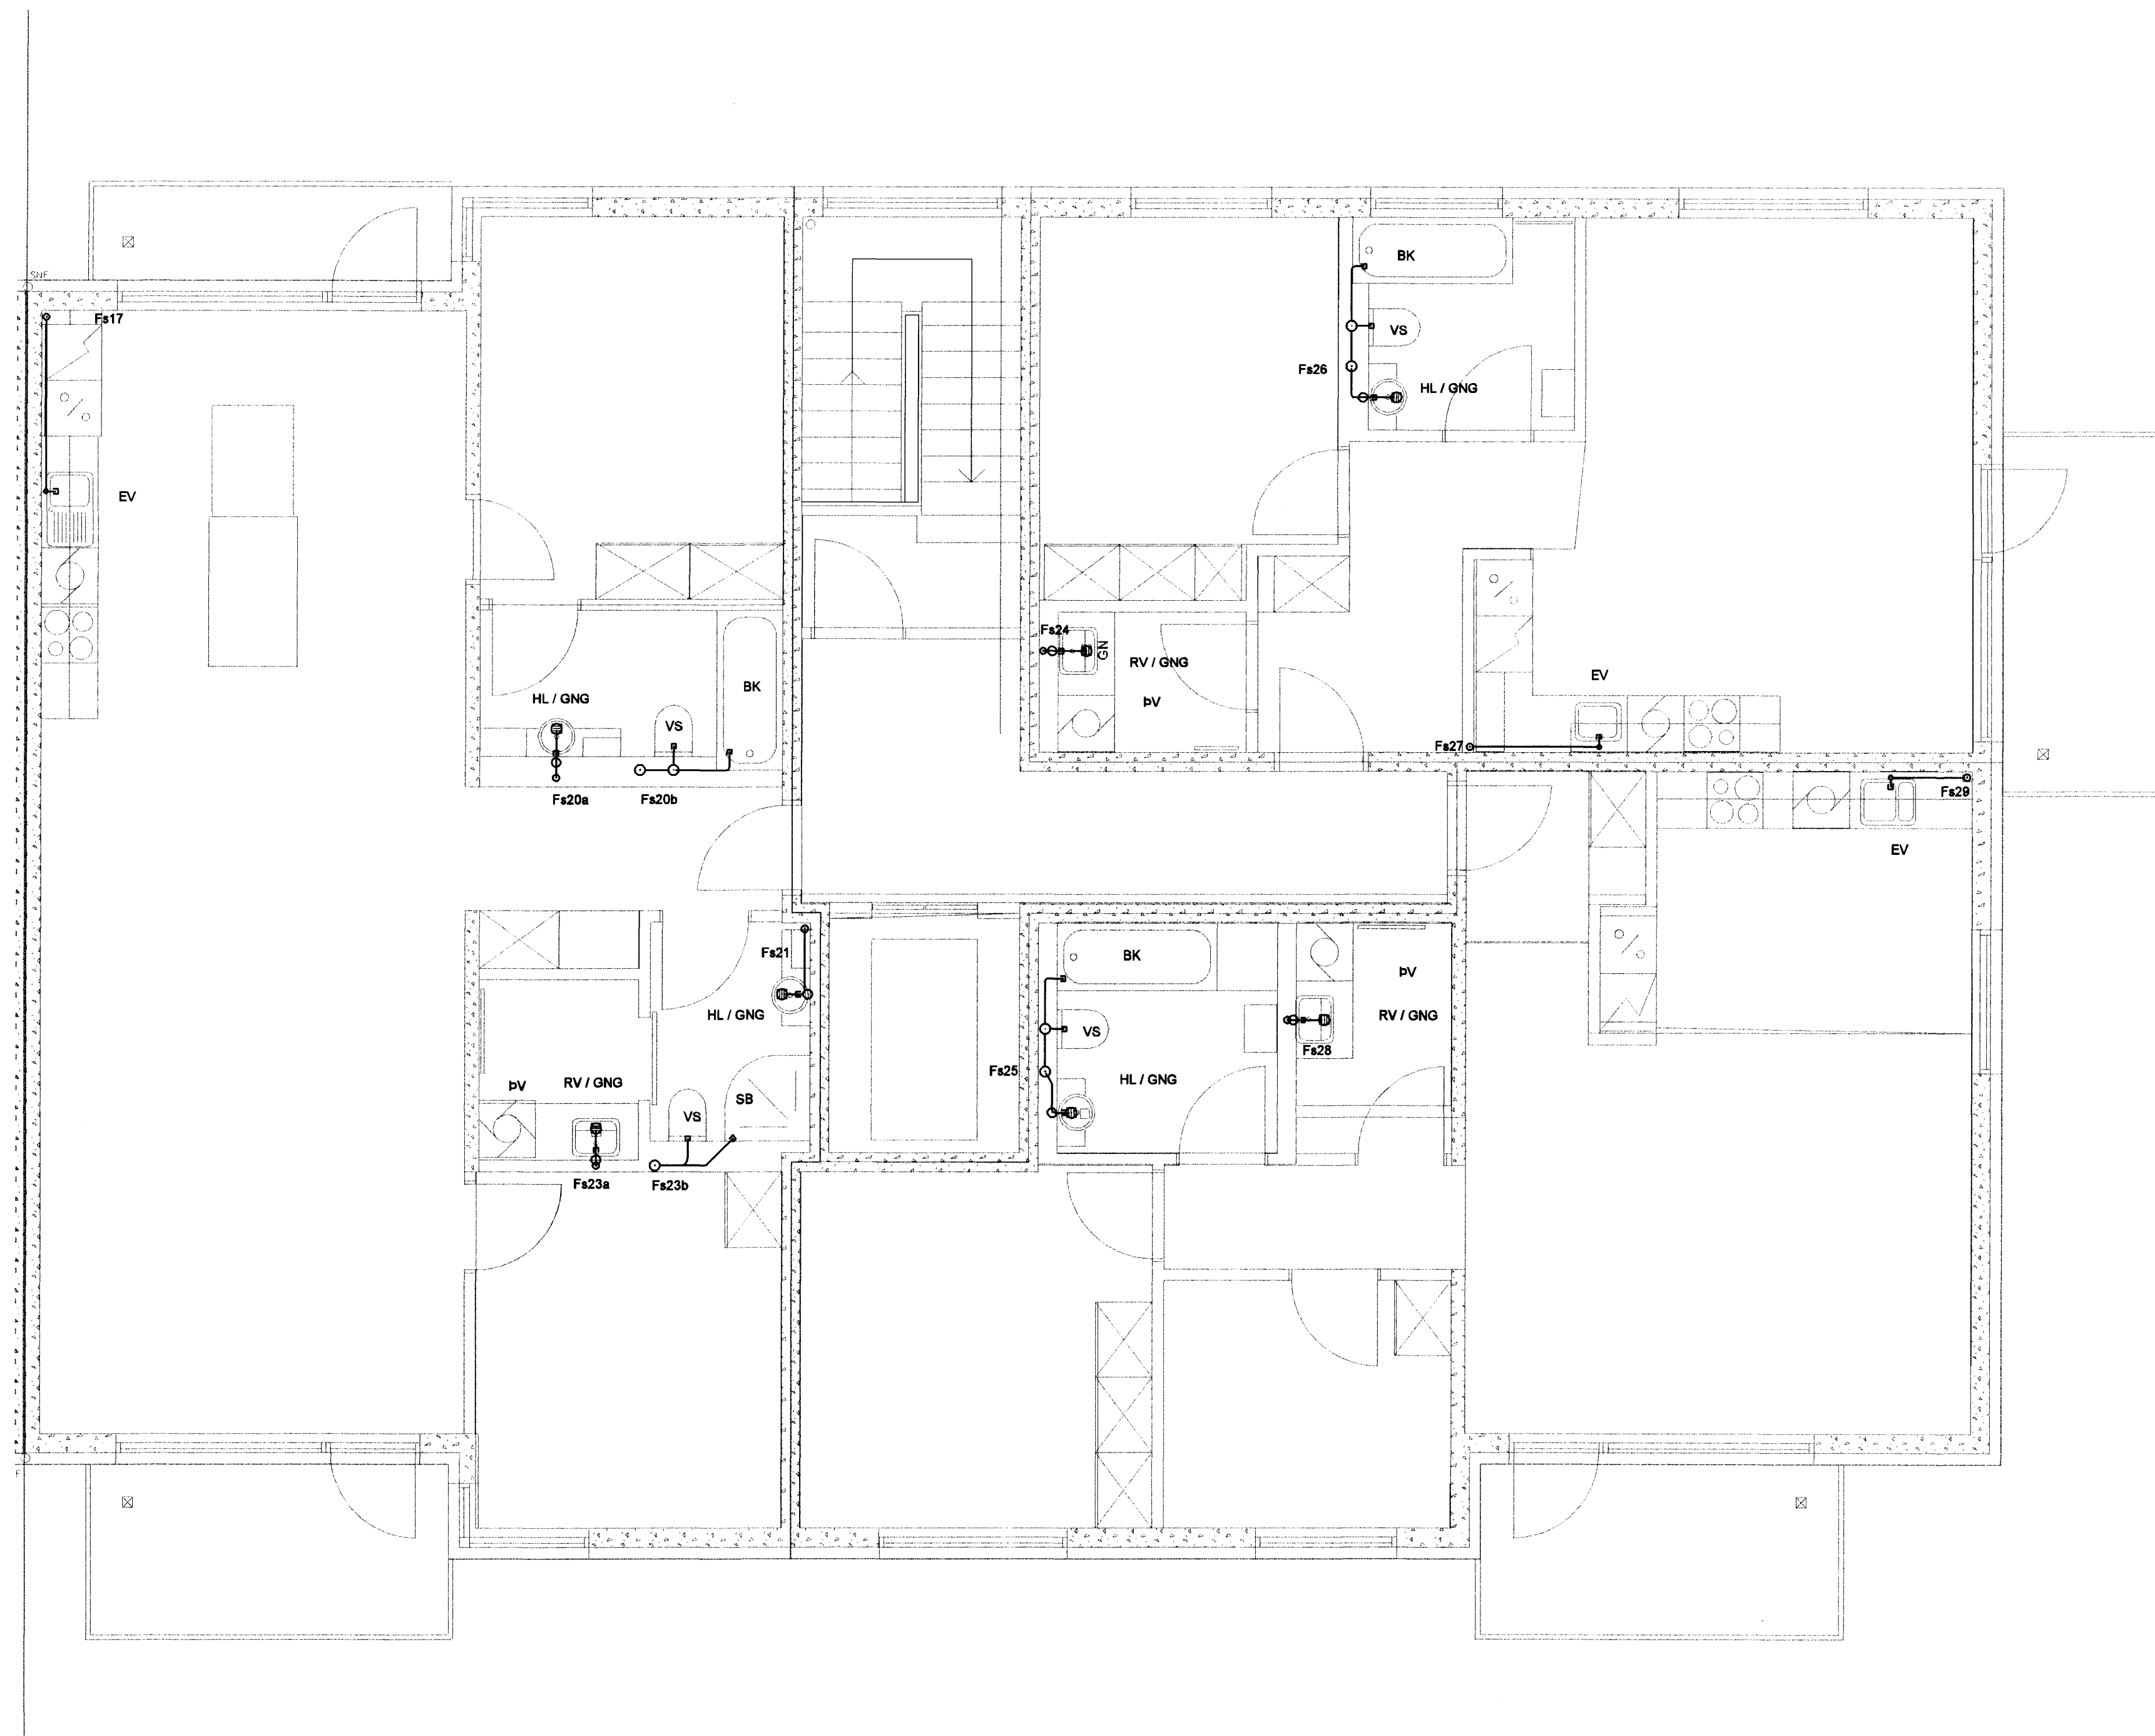 BK
SNF
Fs17
VS
Fs26
HL / GNG
EV
Fs24
GN
RV / GNG
EV
BK
HL / GNG
ÞV
VS
Fs27
Fs29
Fs20a
Fs20b
EV
Fs21
BK
ÞV
HL / GNG
RV / GNG
VS
Fs28
Fs25
HL / GNG
ÞV
RV / GNG
SB
VS
Fs23a
Fs23b
F